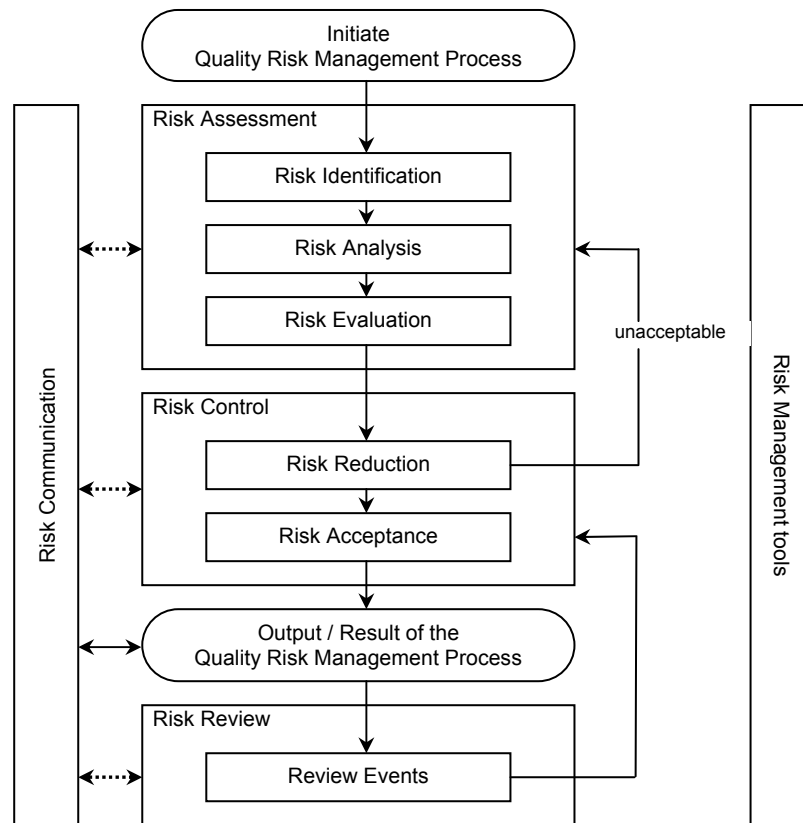 Initiate
Quality Risk Management Process
Risk Assessment
Risk Identification
Risk Analysis
Risk Evaluation
unacceptable
Risk Communication
Risk Management tools
Risk Control
Risk Reduction
Risk Acceptance
Output / Result of the
Quality Risk Management Process
Risk Review
Review Events